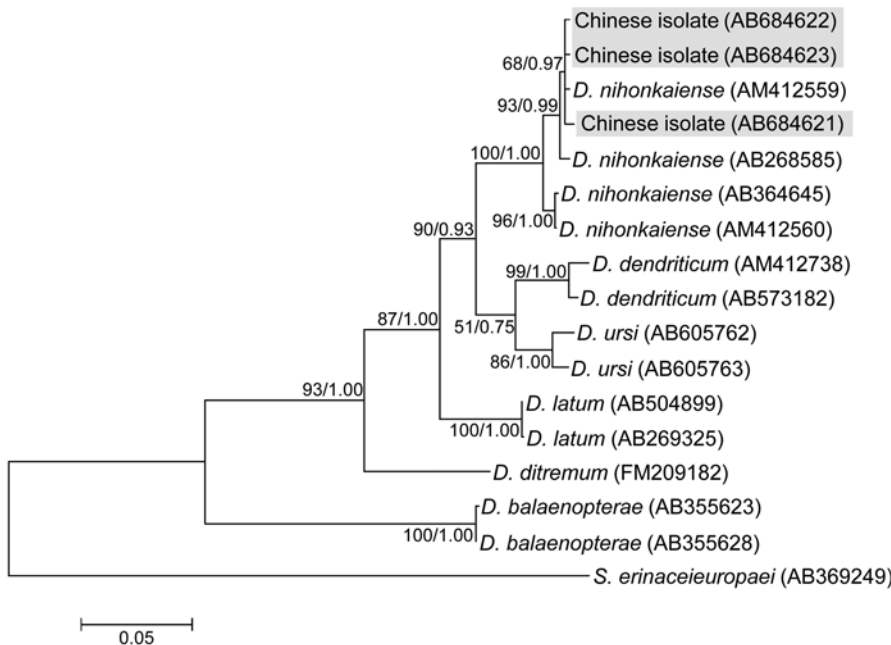 Chinese isolate (AB684622)
Chinese isolate (AB684623)
68/0.97
D. nihonkaiense (AM412559)
93/0.99
Chinese isolate (AB684621)
100/1.00
D. nihonkaiense (AB268585)
D. nihonkaiense (AB364645)
96/1.00
D. nihonkaiense (AM412560)
90/0.93
D. dendriticum (AM412738)
99/1.00
D. dendriticum (AB573182)
87/1.00
51/0.75
D. ursi (AB605762)
86/1.00
D. ursi (AB605763)
93/1.00
D. latum (AB504899)
100/1.00
D. latum (AB269325)
D. ditremum (FM209182)
D. balaenopterae (AB355623)
100/1.00
D. balaenopterae (AB355628)
S. erinaceieuropaei (AB369249)
0.05